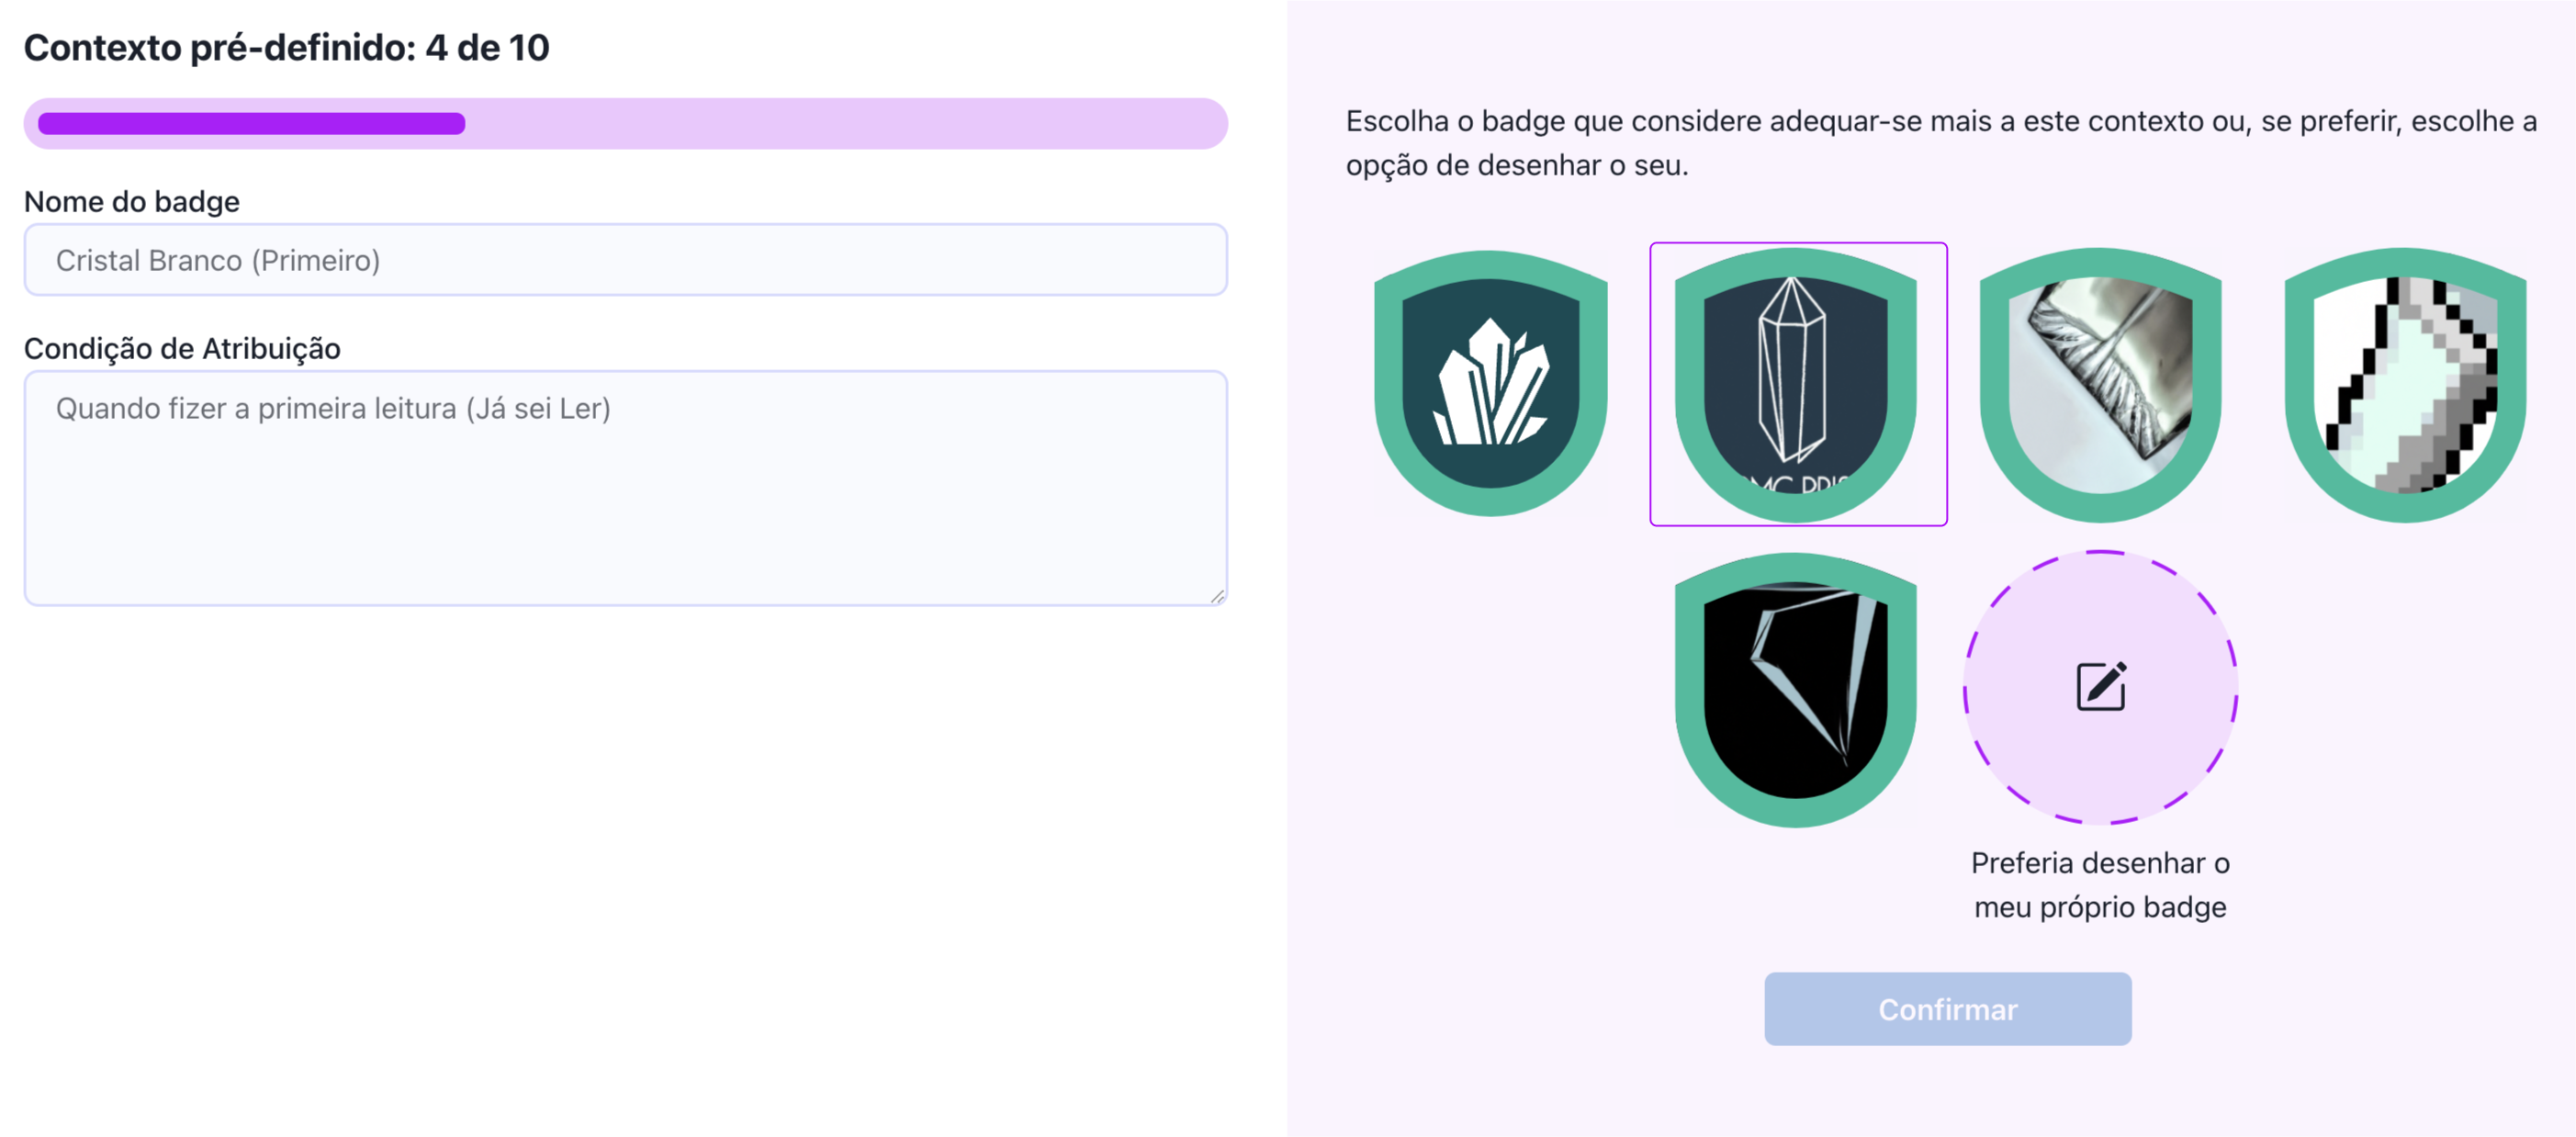 Contexto pré-definido: 4 de 10
Nome do badge
Cristal Branco (Primeiro)
Condição de Atribuição
Quando fizer a primeira leitura (Já sei Ler)
Escolha o badge que considere adequar-se mais a este contexto ou, se preferir, escolhe a
opção de desenhar o seu.
Preferia desenhar o
meu próprio badge
Confirmar